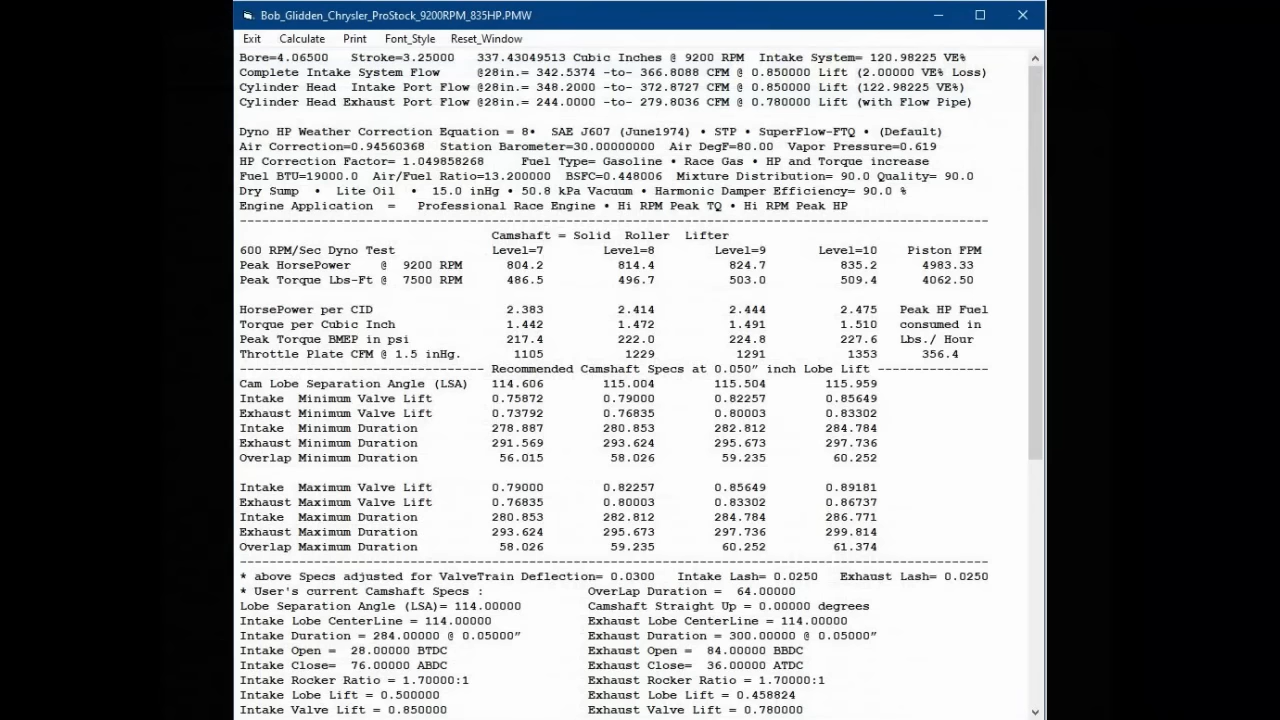 Bob_Glidden_Chrysler_ProStock_9200RPM_835HP.PMW
Exit Calculate Print Font_Style Reset_Window
Bore=4.06500 Stroke=3.25000 337.43049513 Cubic Inches @ 9200 RPM Intake System= 120.98225 VE%
Complete Intake System Flow @28in.= 342.5374 -to- 366.8088 CFM @ 0.850000 Lift (2.00000 VE% Loss)
Cylinder Head Intake Port Flow @28in.= 348.2000 -to- 372.8727 CFM @ 0.850000 Lift (122.98225 VE%)
Cylinder Head Exhaust Port Flow @28in.= 244.0000 -to- 279.8036 CFM @ 0.780000 Lift (with Flow Pipe)
Dyno HP Weather Correction Equation = 8• SAE J607 (June1974) • STP • SuperFlow-FTQ • (Default)
Air Correction=0.94560368 Station Barometer=30.00000000 Air DegF=80.00 Vapor Pressure=0.619
HP Correction Factor= 1.049858268 Fuel Type= Gasoline • Race Gas • HP and Torque increase
Fuel BTU=19000.0 Air/Fuel Ratio=13.200000 BSFC=0.448006 Mixture Distribution= 90.0 Quality= 90.0
Dry Sump • Lite Oil • 15.0 inHg • 50.8 kPa Vacuum • Harmonic Damper Efficiency= 90.0 %
Engine Application = Professional Race Engine • Hi RPM Peak TQ • Hi RPM Peak HP
Camshaft = Solid Roller Lifter
600 RPM/Sec Dyno Test Level=7 Level=8 Level=9 Level=10 Piston FPM
Peak HorsePower @ 9200 RPM 804.2 814.4 824.7 835.2 4983.33
Peak Torque Lbs-Ft @ 7500 RPM 486.5 496.7 503.0 509.4 4062.50
HorsePower per CID 2.383 2.414 2.444 2.475 Peak HP Fuel
Torque per Cubic Inch 1.442 1.472 1.491 1.510 consumed in
Peak Torque BMEP in psi 217.4 222.0 224.8 227.6 Lbs./ Hour
Throttle Plate CFM @ 1.5 inHg. 1105 1229 1291 1353 356.4
--------------------------------- Recommended Camshaft Specs at 0.050” inch Lobe Lift ---------------
Cam Lobe Separation Angle (LSA) 114.606 115.004 115.504 115.959
Intake Minimum Valve Lift 0.75872 0.79000 0.82257 0.85649
Exhaust Minimum Valve Lift 0.73792 0.76835 0.80003 0.83302
Intake Minimum Duration 278.887 280.853 282.812 284.784
Exhaust Minimum Duration 291.569 293.624 295.673 297.736
Overlap Minimum Duration 56.015 58.026 59.235 60.252
Intake Maximum Valve Lift 0.79000 0.82257 0.85649 0.89181
Exhaust Maximum Valve Lift 0.76835 0.80003 0.83302 0.86737
Intake Maximum Duration 280.853 282.812 284.784 286.771
Exhaust Maximum Duration 293.624 295.673 297.736 299.814
Overlap Maximum Duration 58.026 59.235 60.252 61.374
* above Specs adjusted for ValveTrain Deflection= 0.0300 Intake Lash= 0.0250 Exhaust Lash= 0.0250
* User's current Camshaft Specs : OverLap Duration = 64.00000
Lobe Separation Angle (LSA)= 114.00000 Camshaft Straight Up = 0.00000 degrees
Intake Lobe CenterLine = 114.00000 Exhaust Lobe CenterLine = 114.00000
Intake Duration = 284.00000 @ 0.05000” Exhaust Duration = 300.00000 @ 0.05000”
Intake Open = 28.00000 BTDC Exhaust Open = 84.00000 BBDC
Intake Close= 76.00000 ABDC Exhaust Close= 36.00000 ATDC
Intake Rocker Ratio = 1.70000:1 Exhaust Rocker Ratio = 1.70000:1
Intake Lobe Lift = 0.500000 Exhaust Lobe Lift = 0.458824
Intake Valve Lift = 0.850000 Exhaust Valve Lift = 0.780000